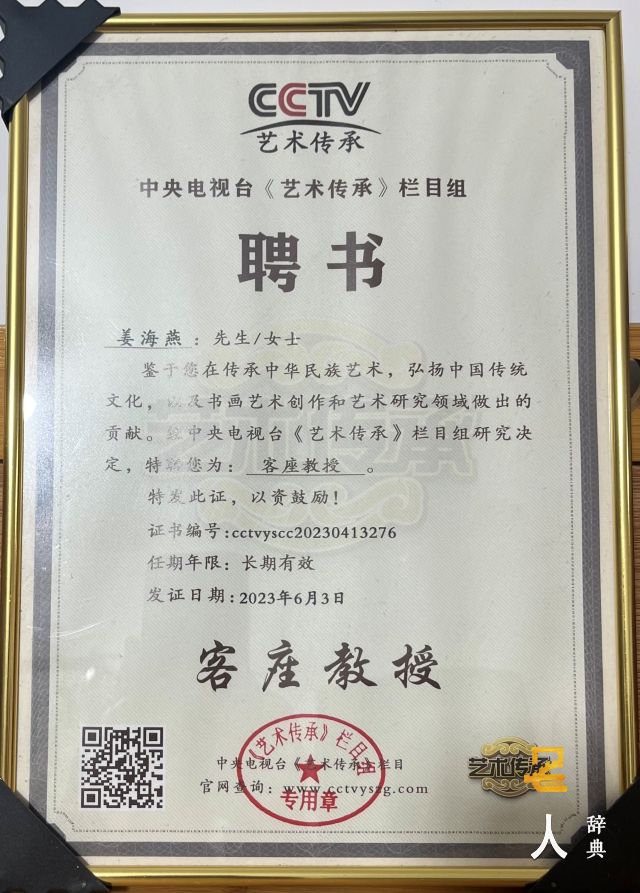 CCTV
艺术传承
中央电视台《艺术传承》栏目组
聘书
姜海燕：先生/女士
鉴于您在传承中华民族艺术，弘扬中国传统
文化，以及书画艺术创作和艺术研究领域做出的
贡献。经中央电视台《艺术传承》栏目组研究决
定，特聘您为：客座教授。
特发此证，以资鼓励！
证书编号:cctvyscc20230413276
任期年限：长期有效
发证日期：2023年6月3日
客座教授
《艺术传承》栏目组
专用章
中央电视台《艺术传承》栏目
官网查询：
艺术传承
人 辞典